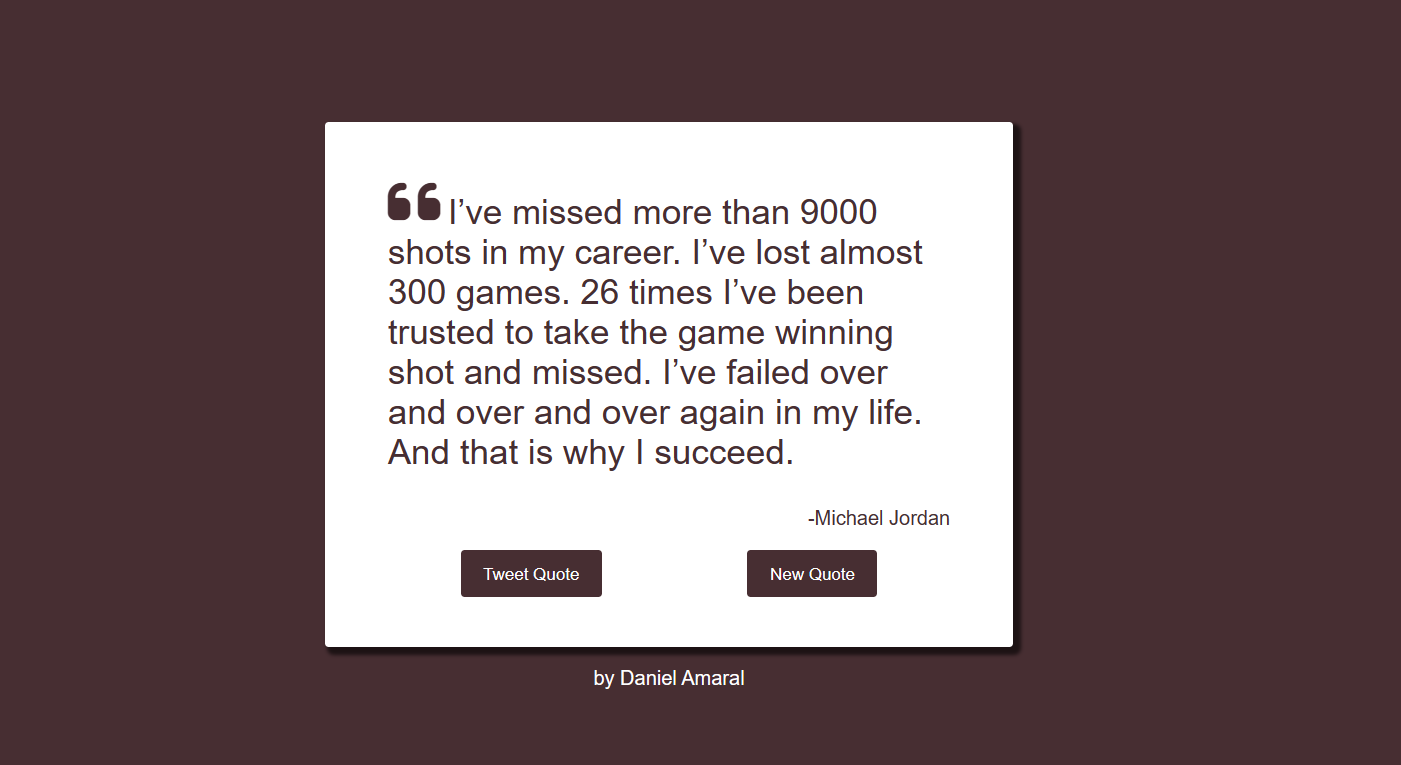 “I’ve missed more than 9000
shots in my career. I’ve lost almost
300 games. 26 times I’ve been
trusted to take the game winning
shot and missed. I’ve failed over
and over and over again in my life.
And that is why I succeed.
-Michael Jordan
Tweet Quote
New Quote
by Daniel Amaral